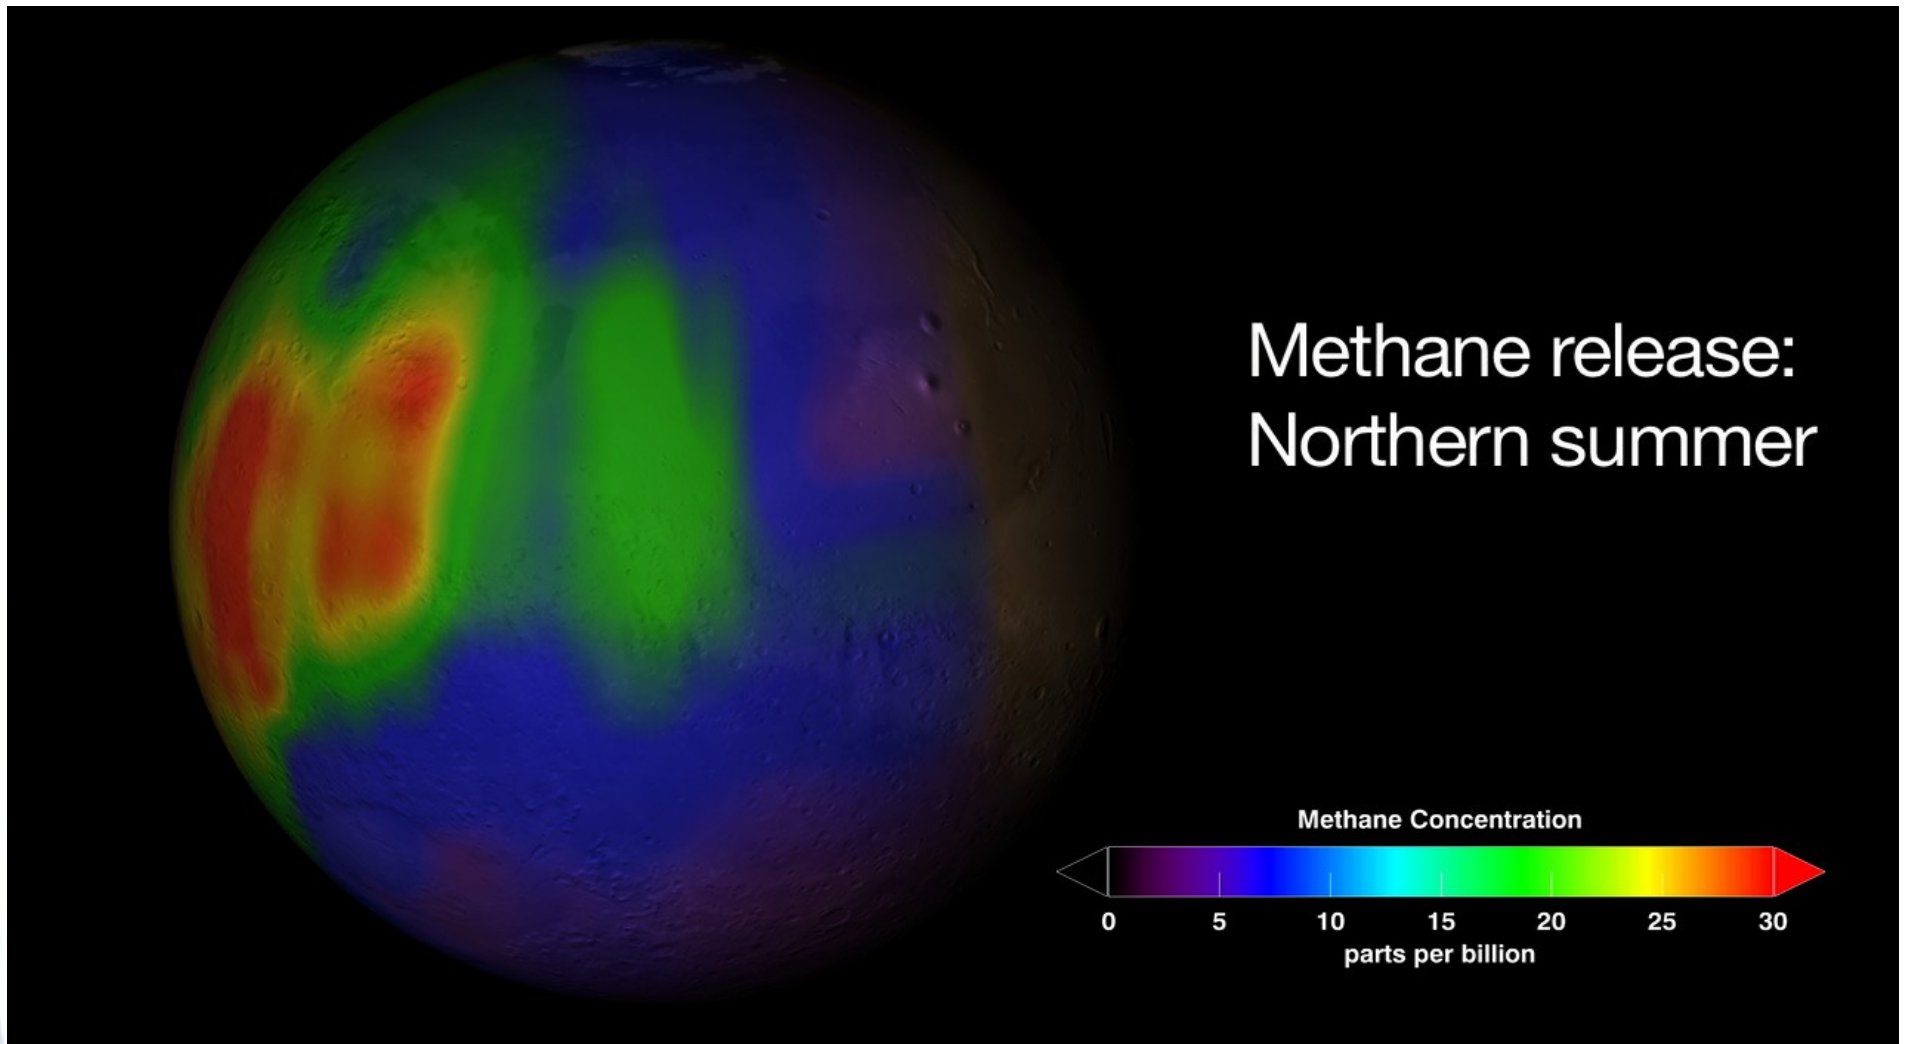 Methane release:
Northern summer
Methane Concentration
0 5 10 15 20 25 30
parts per billion